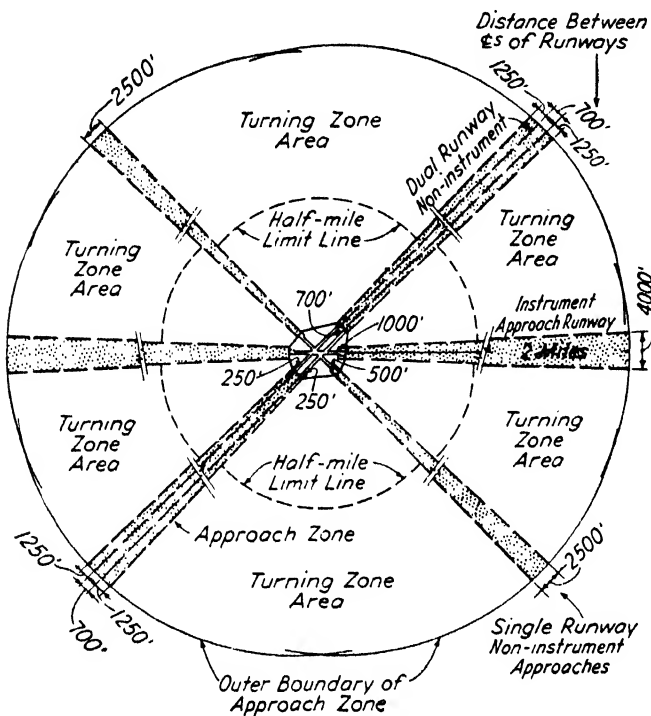 Distance Between
℄s of Runways
2500'
1250'
700'
1250'
Turning Zone
Area
Dual Runway
Non-instrument
Half-mile
Limit Line
Turning
Zone
Area
Turning
Zone
Area
700'
1000'
Instrument
Approach Runway
4000'
2 Miles
250'
500'
250'
Turning
Zone
Area
Turning
Zone
Area
Half-mile
Limit Line
Approach Zone
1250'
1250'
700"
2500'
Turning Zone
Area
Single Runway
Non-instrument
Approaches
Outer Boundary of
Approach Zone